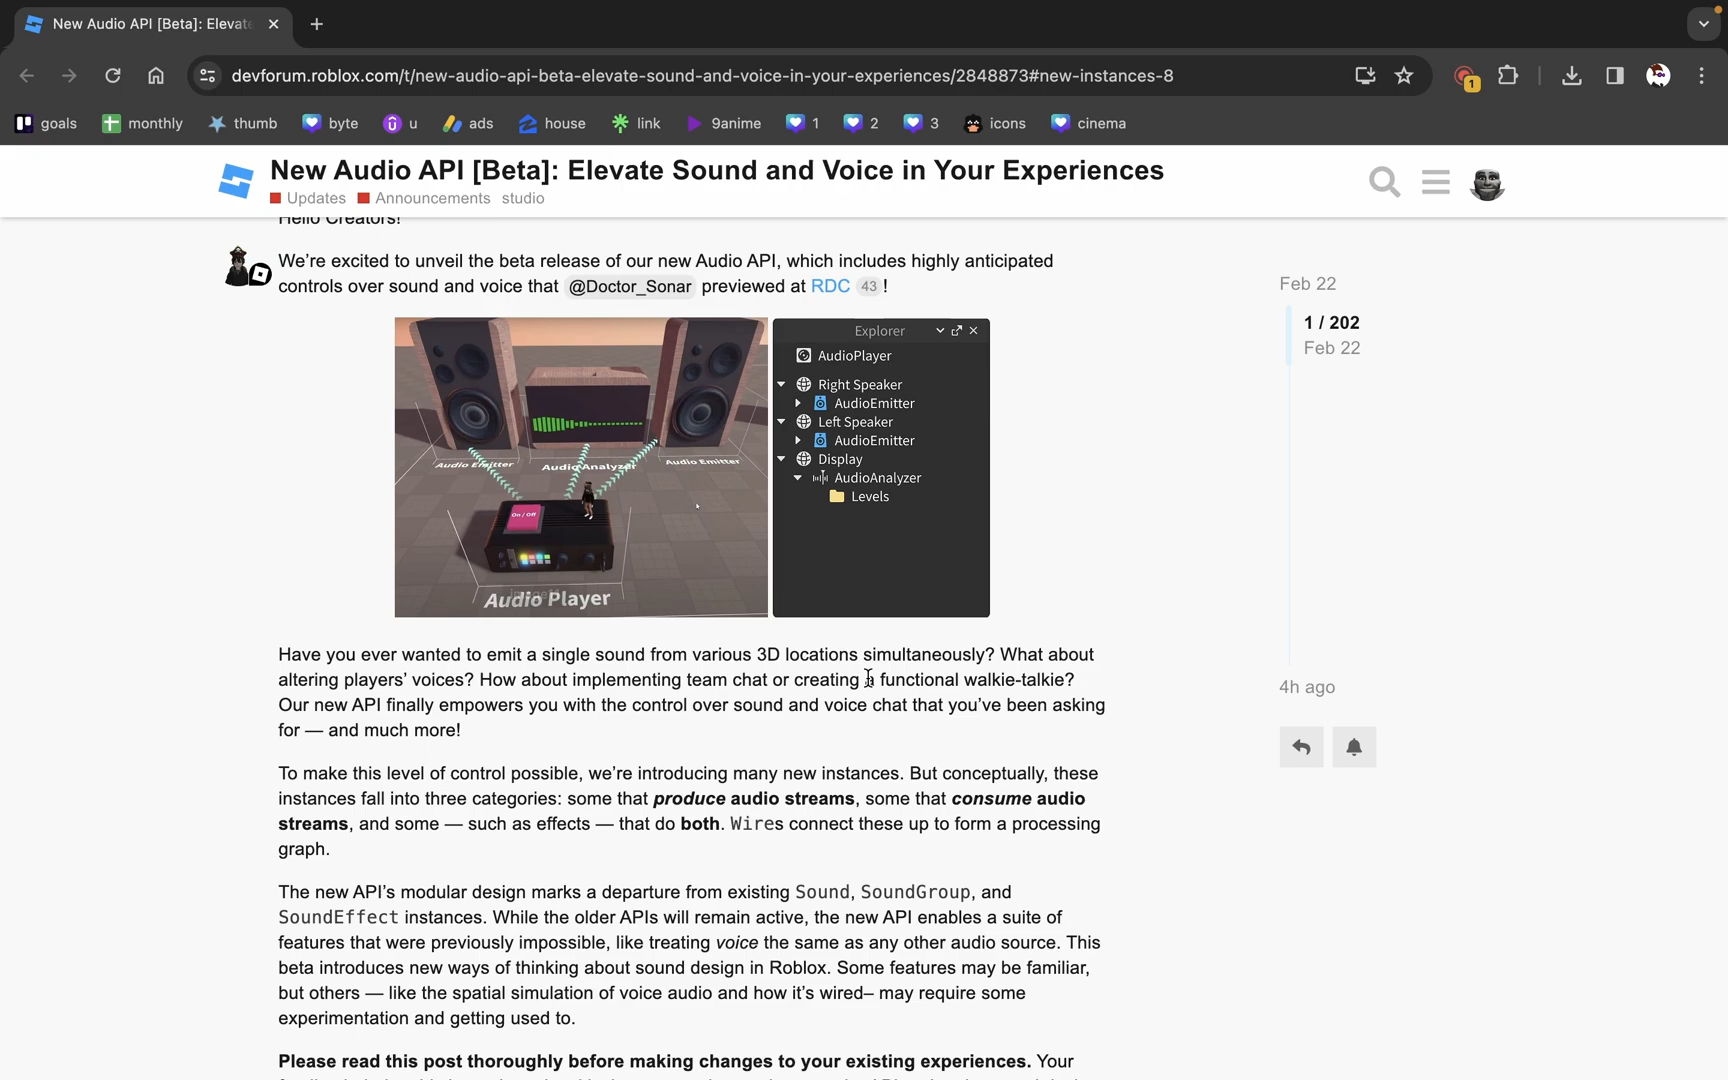 New Audio API [Beta]: Elevate
devforum.roblox.com/t/new-audio-api-beta-elevate-sound-and-voice-in-your-experiences/2848873#new-instances-8
1
goals monthly thumb byte u ads house link 9anime 1 2 3 icons cinema
New Audio API [Beta]: Elevate Sound and Voice in Your Experiences
Updates Announcements studio
Hello Creators!
We’re excited to unveil the beta release of our new Audio API, which includes highly anticipated
controls over sound and voice that @Doctor_Sonar previewed at RDC 43 !
Feb 22
1 / 202
Feb 22
Audio Emitter
Audio Analyzer
Audio Emitter
On / Off
Audio Player
Explorer
AudioPlayer
Right Speaker
AudioEmitter
Left Speaker
AudioEmitter
Display
AudioAnalyzer
Levels
Have you ever wanted to emit a single sound from various 3D locations simultaneously? What about
altering players’ voices? How about implementing team chat or creating a functional walkie-talkie?
Our new API finally empowers you with the control over sound and voice chat that you’ve been asking
for — and much more!
4h ago
To make this level of control possible, we’re introducing many new instances. But conceptually, these
instances fall into three categories: some that produce audio streams, some that consume audio
streams, and some — such as effects — that do both. Wires connect these up to form a processing
graph.
The new API’s modular design marks a departure from existing Sound, SoundGroup, and
SoundEffect instances. While the older APIs will remain active, the new API enables a suite of
features that were previously impossible, like treating voice the same as any other audio source. This
beta introduces new ways of thinking about sound design in Roblox. Some features may be familiar,
but others — like the spatial simulation of voice audio and how it’s wired– may require some
experimentation and getting used to.
Please read this post thoroughly before making changes to your existing experiences. Your